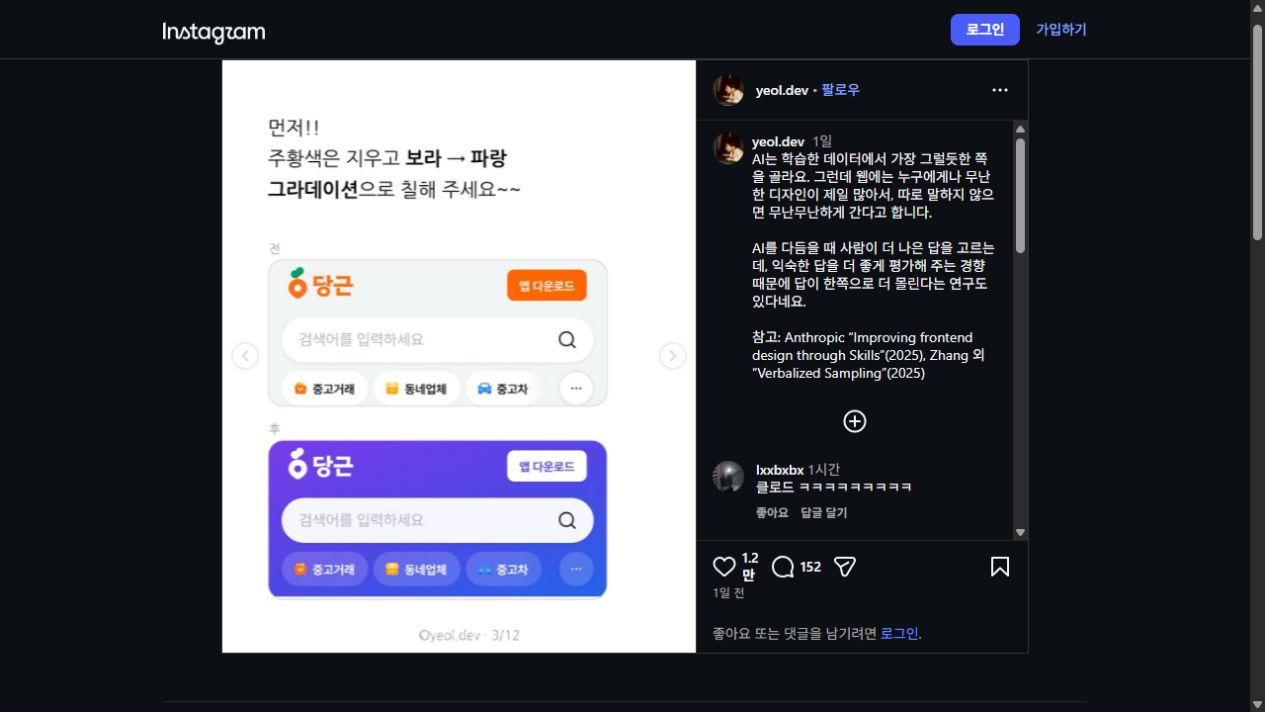 Instagram
로그인
가입하기
먼저!!
주황색은 지우고 보라 → 파랑
그라데이션으로 칠해 주세요~~
전
당근
앱 다운로드
검색어를 입력하세요
중고거래
동네업체
중고차
후
당근
앱 다운로드
검색어를 입력하세요
중고거래
동네업체
중고차
©yeol.dev · 3/12
yeol.dev • 팔로우
yeol.dev 1일
AI는 학습한 데이터에서 가장 그럴듯한 쪽
을 골라요. 그런데 웹에는 누구에게나 무난
한 디자인이 제일 많아서, 따로 말하지 않으
면 무난무난하게 간다고 합니다.
AI를 다듬을 때 사람이 더 나은 답을 고르는
데, 익숙한 답을 더 좋게 평가해 주는 경향
때문에 답이 한쪽으로 더 몰린다는 연구도
있다네요.
참고: Anthropic “Improving frontend
design through Skills”(2025), Zhang 외
“Verbalized Sampling”(2025)
lxxbxbx 1시간
클로드 ㅋㅋㅋㅋㅋㅋㅋㅋㅋ
좋아요 답글 달기
1.2
만
152
1일 전
좋아요 또는 댓글을 남기려면 로그인.